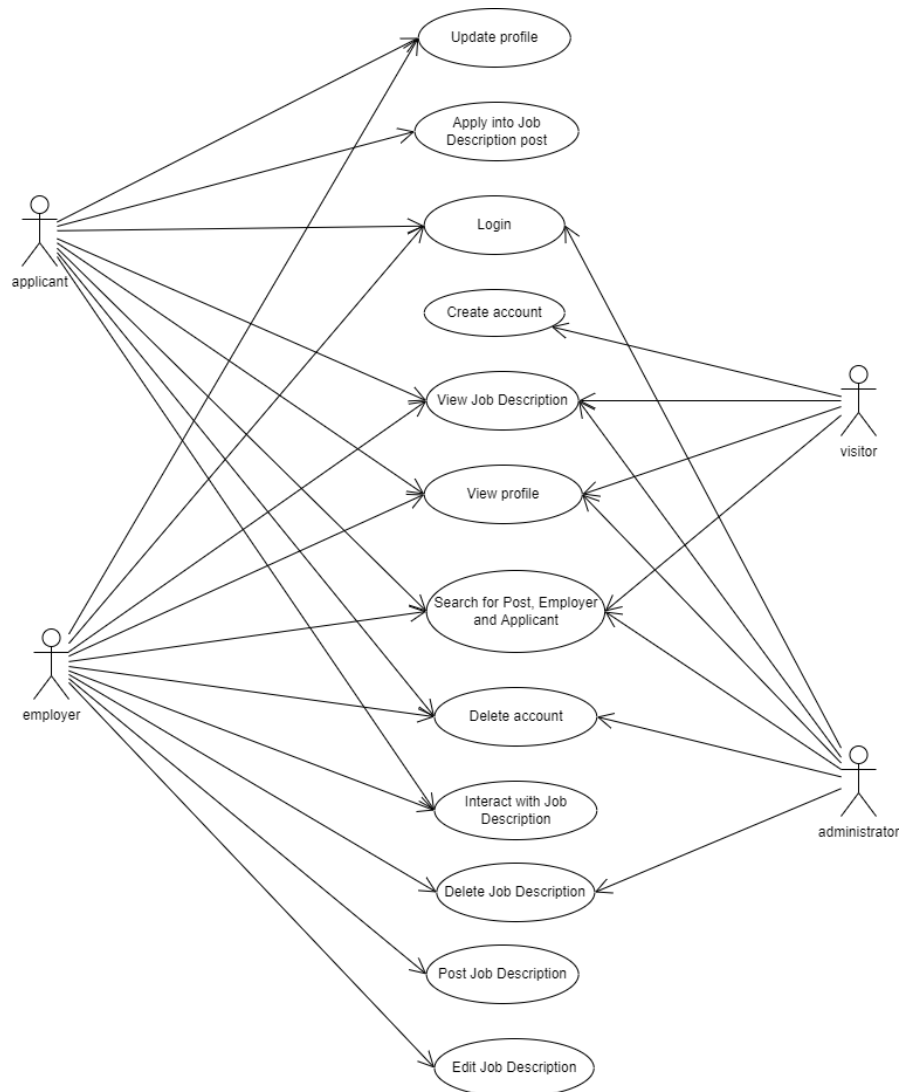 Update profile
Apply into Job
Description post
Login
applicant
Create account
View Job Description
visitor
View profile
Search for Post, Employer
and Applicant
employer
Delete account
Interact with Job
Description
administrator
Delete Job Description
Post Job Description
Edit Job Description